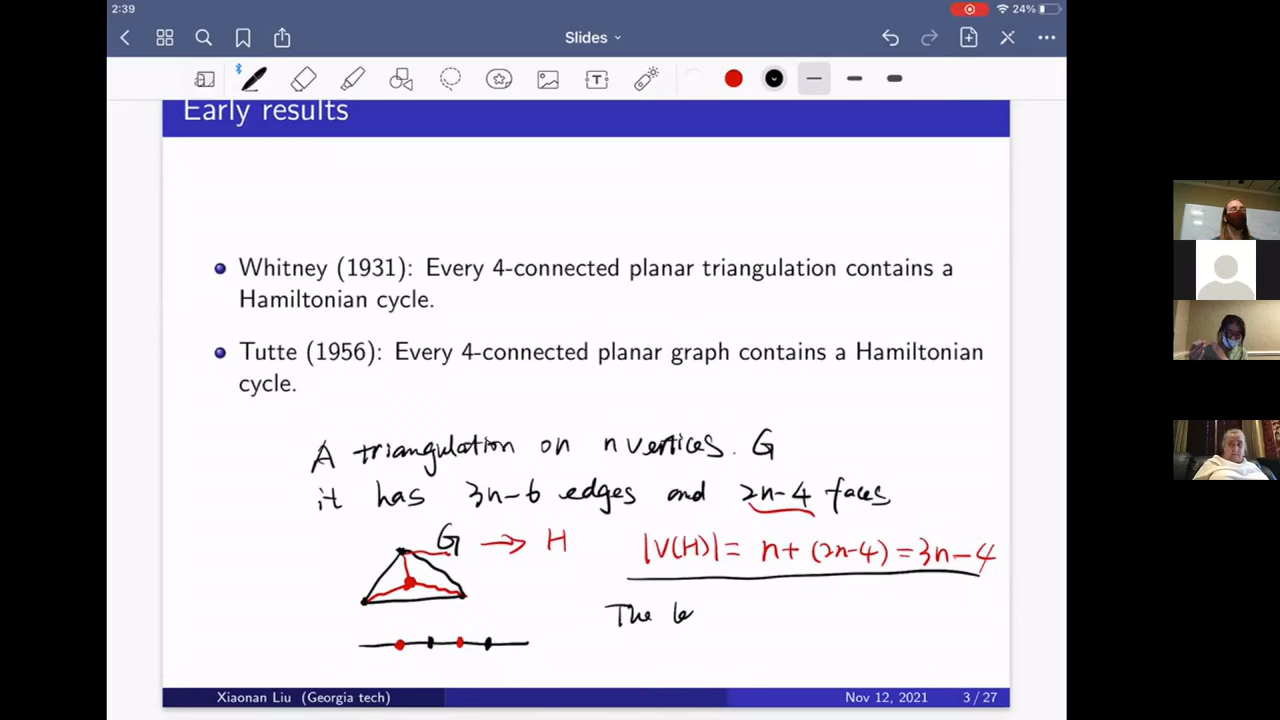 2:39
24%
Slides
T
Early results
Whitney (1931): Every 4-connected planar triangulation contains a
Hamiltonian cycle.
Tutte (1956): Every 4-connected planar graph contains a Hamiltonian
cycle.
A triangulation on n vertices. G
it has 3n-6 edges and 2n-4 faces
G → H
|V(H)| = n + (2n-4) = 3n-4
The
Xiaonan Liu (Georgia tech)
Nov 12, 2021
3 / 27